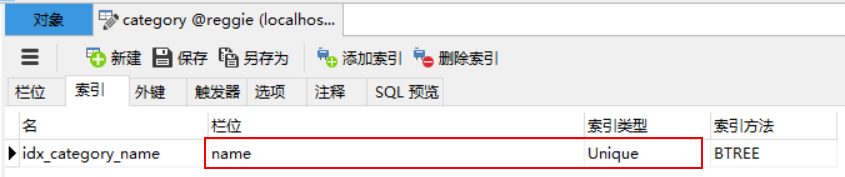 对象 category @reggie (localhos...
新建 保存 另存为 添加索引 删除索引
栏位 索引 外键 触发器 选项 注释 SQL 预览
名 栏位 索引类型 索引方法
idx_category_name name Unique BTREE